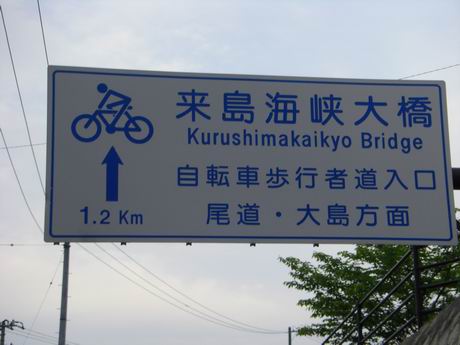 来島海峡大橋
Kurushimakaikyo Bridge
自転車歩行者道入口
1.2 Km
尾道・大島方面